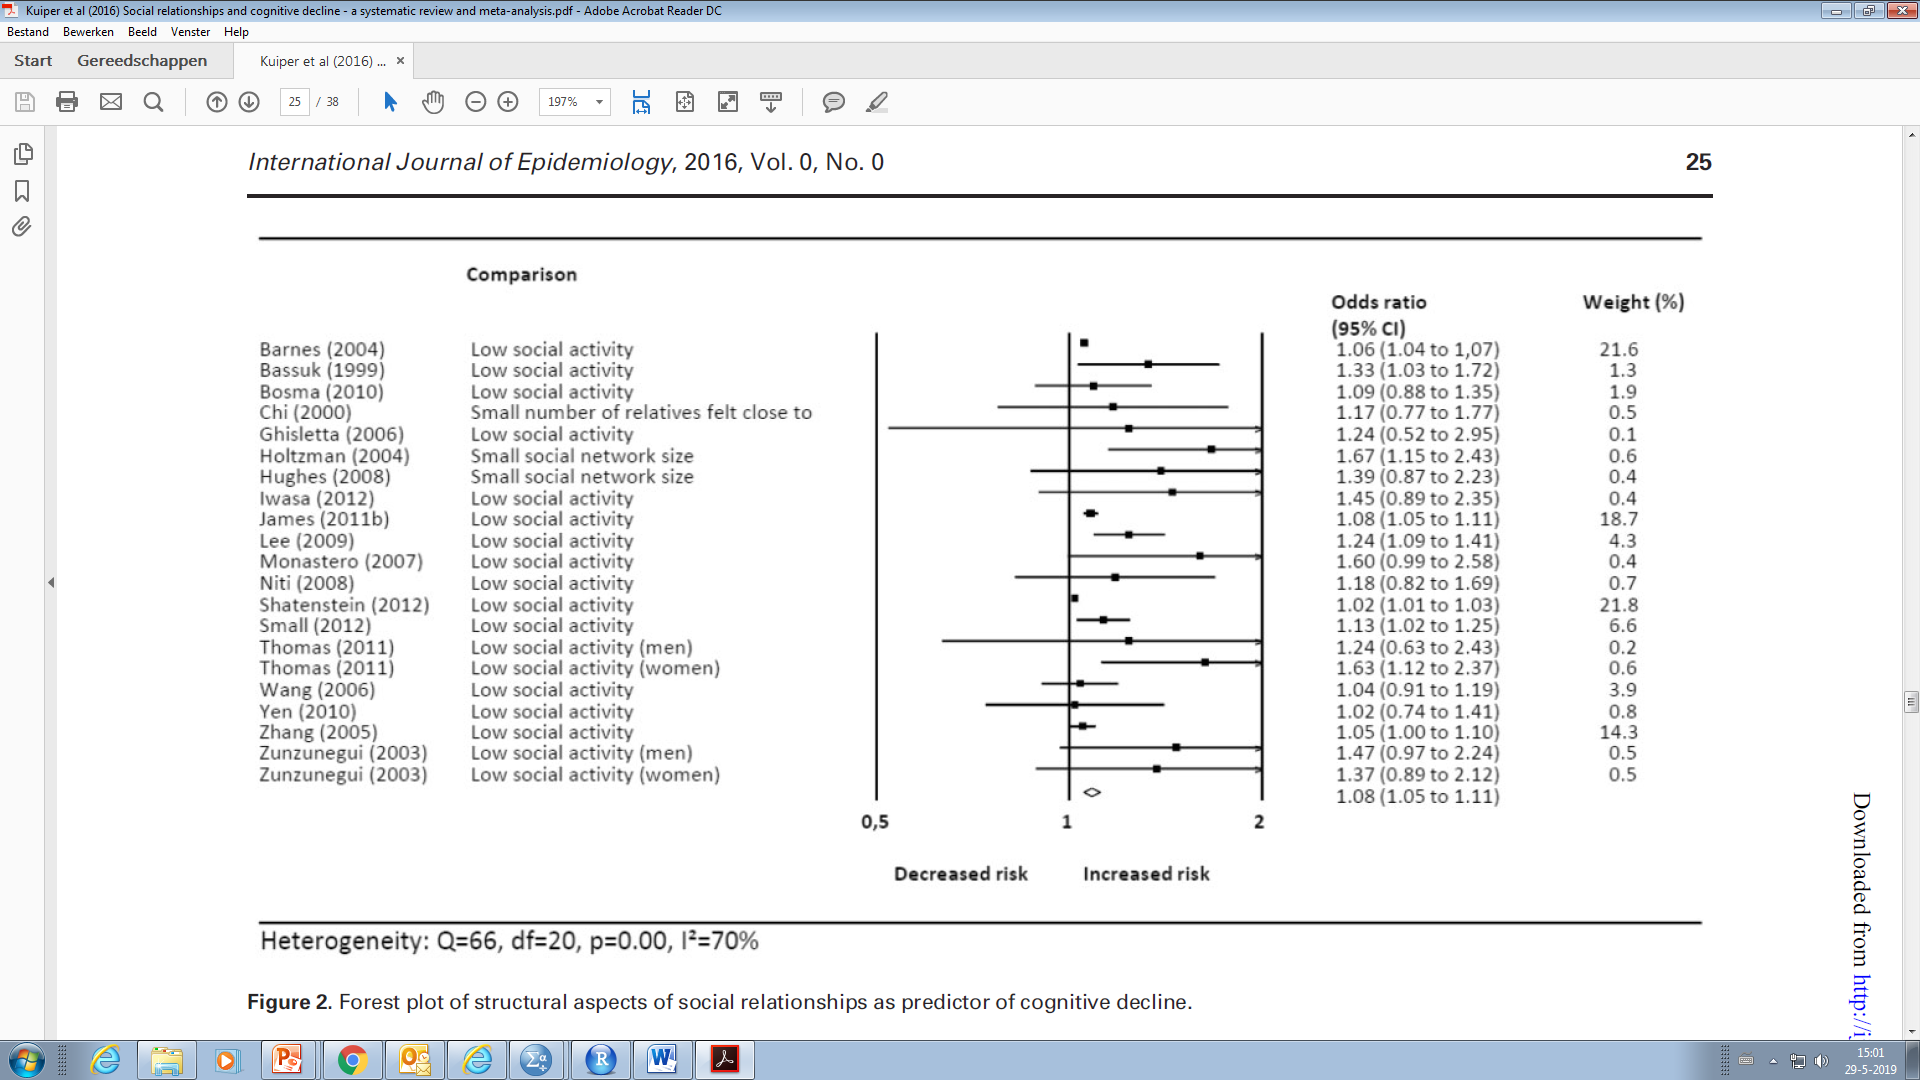 Kuiper et al (2016) Social relationships and cognitive decline - a systematic review and meta-analysis.pdf - Adobe Acrobat Reader DC
Bestand Bewerken Beeld Venster Help
Start Gereedschappen Kuiper et al (2016) ... ×
25 / 38 197%
International Journal of Epidemiology, 2016, Vol. 0, No. 0 25
Comparison
Odds ratio Weight (%)
(95% CI)
Barnes (2004) Low social activity 1.06 (1.04 to 1,07) 21.6
Bassuk (1999) Low social activity 1.33 (1.03 to 1.72) 1.3
Bosma (2010) Low social activity 1.09 (0.88 to 1.35) 1.9
Chi (2000) Small number of relatives felt close to 1.17 (0.77 to 1.77) 0.5
Ghisletta (2006) Low social activity 1.24 (0.52 to 2.95) 0.1
Holtzman (2004) Small social network size 1.67 (1.15 to 2.43) 0.6
Hughes (2008) Small social network size 1.39 (0.87 to 2.23) 0.4
Iwasa (2012) Low social activity 1.45 (0.89 to 2.35) 0.4
James (2011b) Low social activity 1.08 (1.05 to 1.11) 18.7
Lee (2009) Low social activity 1.24 (1.09 to 1.41) 4.3
Monastero (2007) Low social activity 1.60 (0.99 to 2.58) 0.4
Niti (2008) Low social activity 1.18 (0.82 to 1.69) 0.7
Shatenstein (2012) Low social activity 1.02 (1.01 to 1.03) 21.8
Small (2012) Low social activity 1.13 (1.02 to 1.25) 6.6
Thomas (2011) Low social activity (men) 1.24 (0.63 to 2.43) 0.2
Thomas (2011) Low social activity (women) 1.63 (1.12 to 2.37) 0.6
Wang (2006) Low social activity 1.04 (0.91 to 1.19) 3.9
Yen (2010) Low social activity 1.02 (0.74 to 1.41) 0.8
Zhang (2005) Low social activity 1.05 (1.00 to 1.10) 14.3
Zunzunegui (2003) Low social activity (men) 1.47 (0.97 to 2.24) 0.5
Zunzunegui (2003) Low social activity (women) 1.37 (0.89 to 2.12) 0.5
1.08 (1.05 to 1.11)
0,5 1 2
Decreased risk Increased risk
Heterogeneity: Q=66, df=20, p=0.00, I²=70%
Figure 2. Forest plot of structural aspects of social relationships as predictor of cognitive decline.
Downloaded from http://i
15:01
29-5-2019